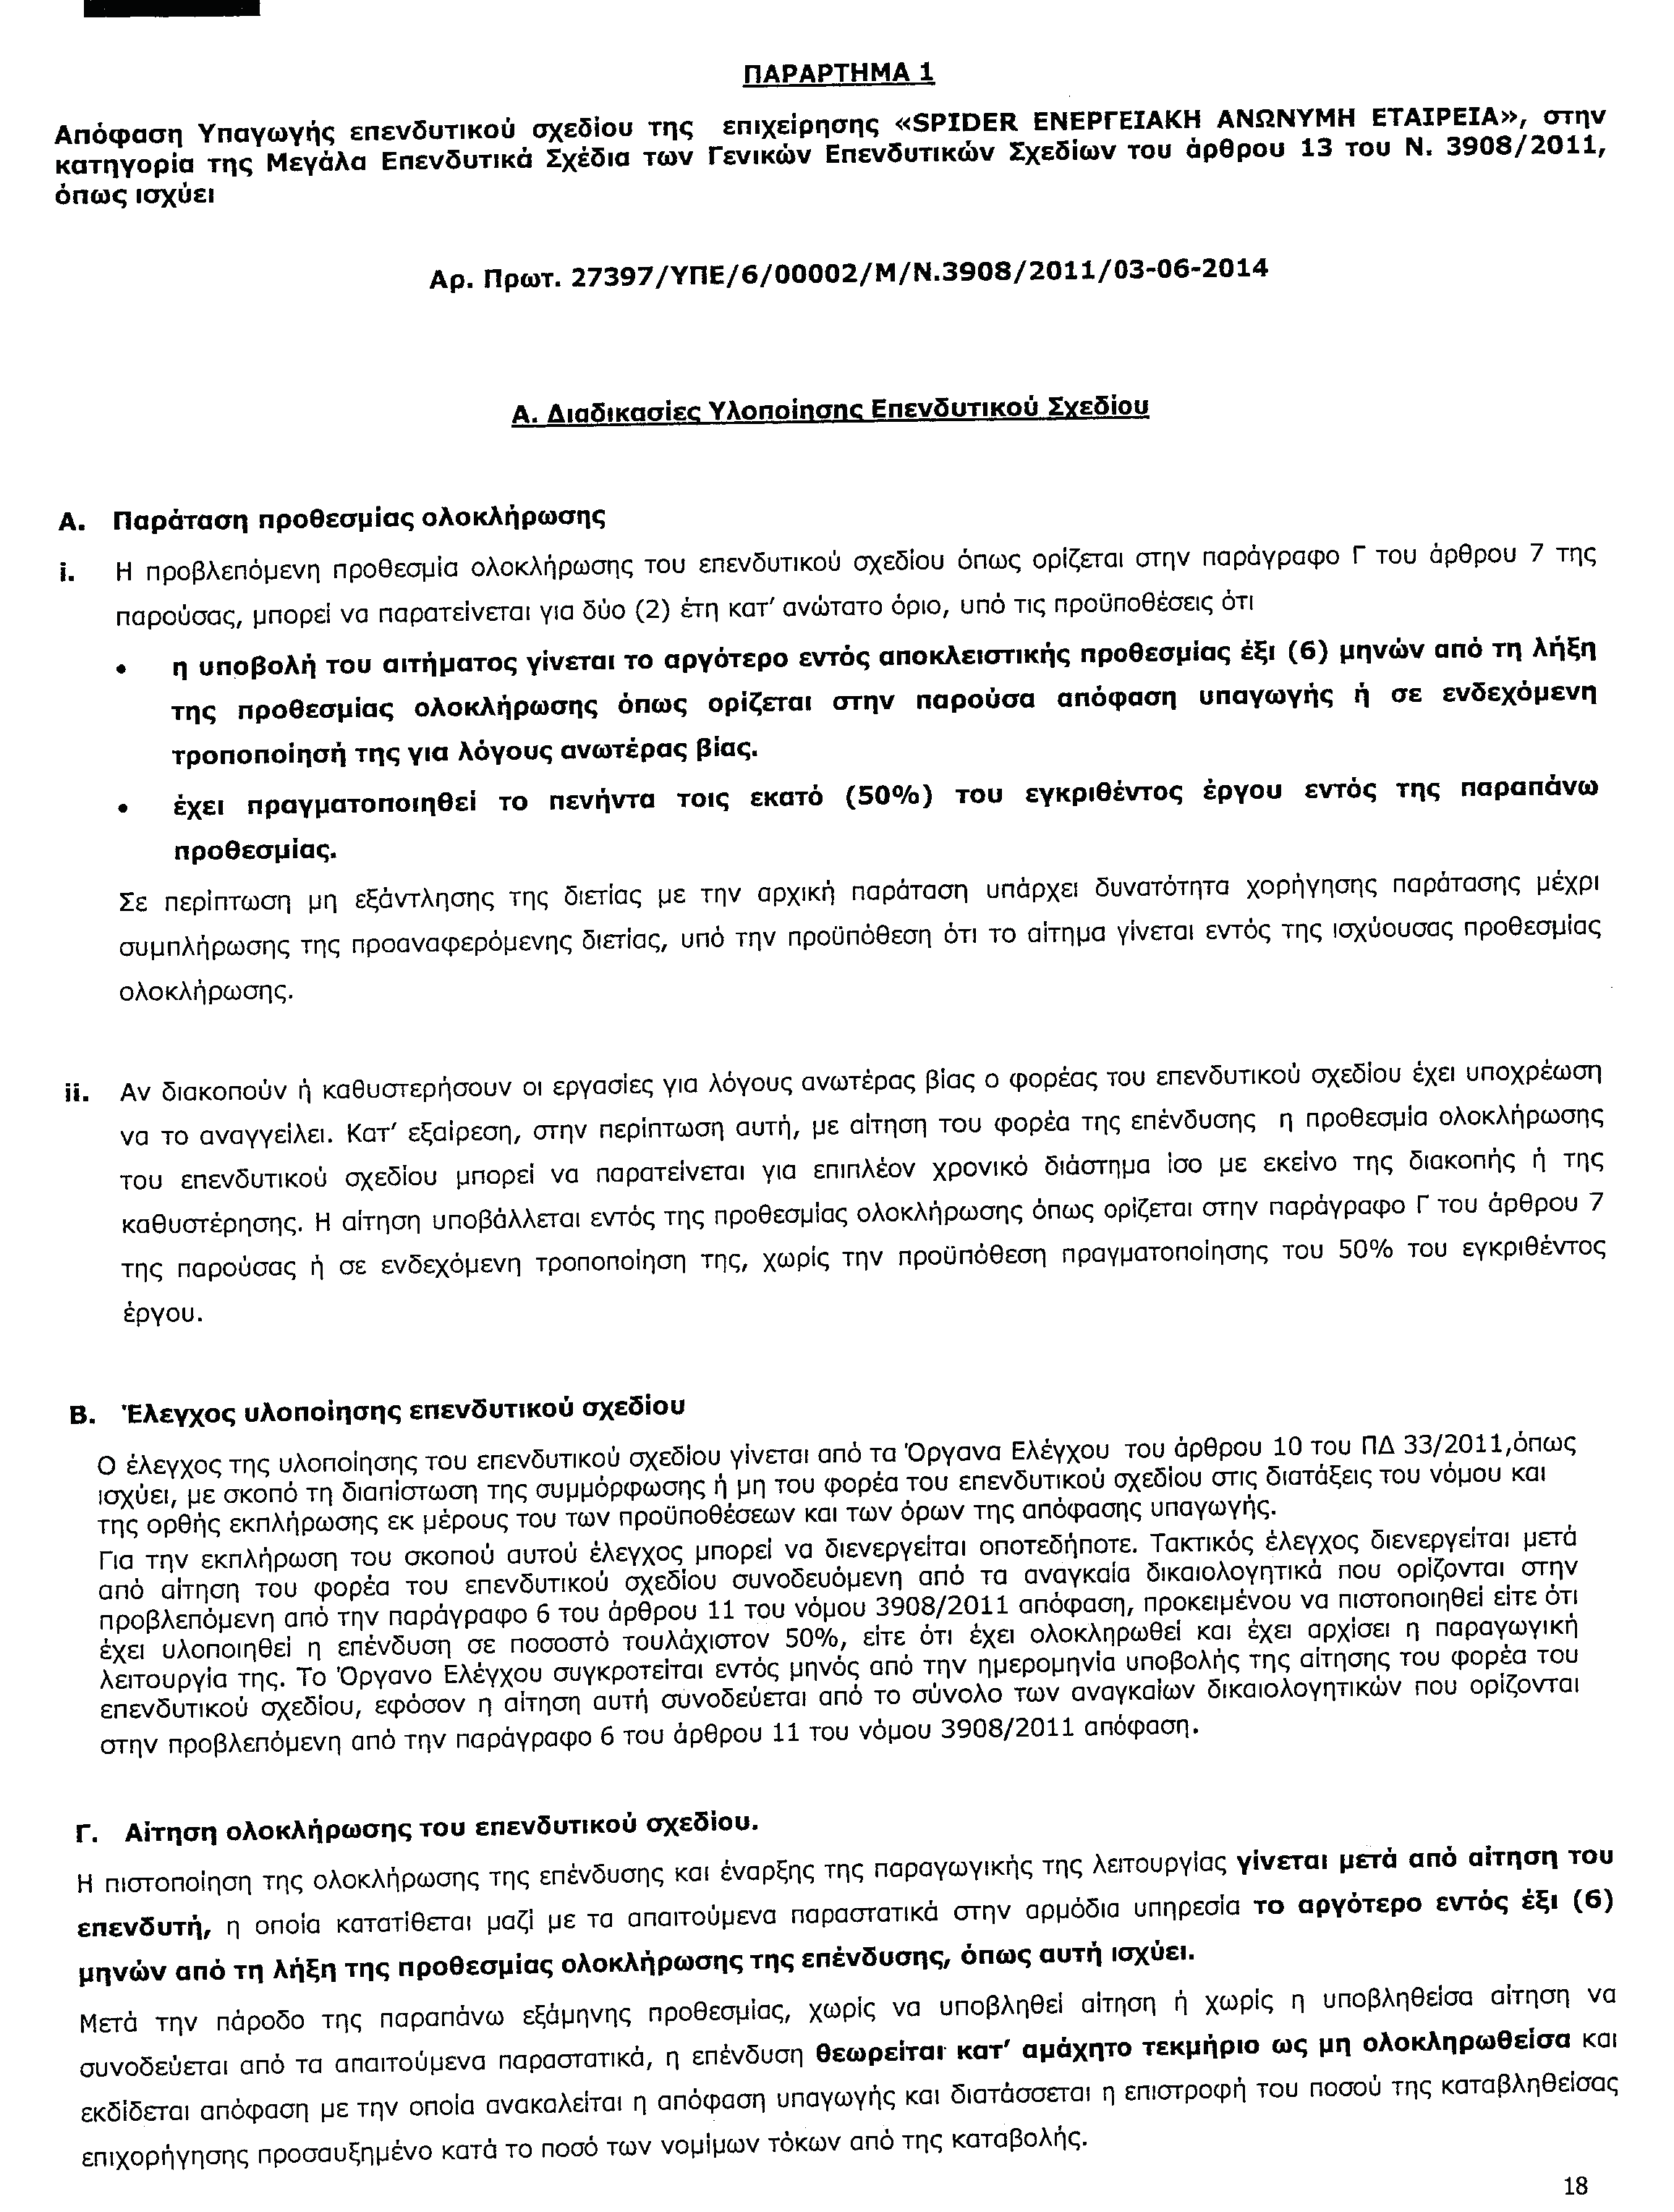 ΠΑΡΑΡΤΗΜΑ 1
Απόφαση Υπαγωγής επενδυτικού σχεδίου της επιχείρησης «SPIDER ΕΝΕΡΓΕΙΑΚΗ ΑΝΩΝΥΜΗ ΕΤΑΙΡΕΙΑ», στην
κατηγορία της Μεγάλα Επενδυτικά Σχέδια των Γενικών Επενδυτικών Σχεδίων του άρθρου 13 του Ν. 3908/2011,
όπως ισχύει
Αρ. Πρωτ. 27397/ΥΠΕ/6/00002/Μ/Ν.3908/2011/03-06-2014
Α. Διαδικασίες Υλοποίησης Επενδυτικού Σχεδίου
Α. Παράταση προθεσμίας ολοκλήρωσης
i. Η προβλεπόμενη προθεσμία ολοκλήρωσης του επενδυτικού σχεδίου όπως ορίζεται στην παράγραφο Γ του άρθρου 7 της
παρούσας, μπορεί να παρατείνεται για δύο (2) έτη κατ' ανώτατο όριο, υπό τις προϋποθέσεις ότι
• η υποβολή του αιτήματος γίνεται το αργότερο εντός αποκλειστικής προθεσμίας έξι (6) μηνών από τη λήξη
της προθεσμίας ολοκλήρωσης όπως ορίζεται στην παρούσα απόφαση υπαγωγής ή σε ενδεχόμενη
τροποποίησή της για λόγους ανωτέρας βίας.
• έχει πραγματοποιηθεί το πενήντα τοις εκατό (50%) του εγκριθέντος έργου εντός της παραπάνω
προθεσμίας.
Σε περίπτωση μη εξάντλησης της διετίας με την αρχική παράταση υπάρχει δυνατότητα χορήγησης παράτασης μέχρι
συμπλήρωσης της προαναφερόμενης διετίας, υπό την προϋπόθεση ότι το αίτημα γίνεται εντός της ισχύουσας προθεσμίας
ολοκλήρωσης.
ii. Αν διακοπούν ή καθυστερήσουν οι εργασίες για λόγους ανωτέρας βίας ο φορέας του επενδυτικού σχεδίου έχει υποχρέωση
να το αναγγείλει. Κατ' εξαίρεση, στην περίπτωση αυτή, με αίτηση του φορέα της επένδυσης η προθεσμία ολοκλήρωσης
του επενδυτικού σχεδίου μπορεί να παρατείνεται για επιπλέον χρονικό διάστημα ίσο με εκείνο της διακοπής ή της
καθυστέρησης. Η αίτηση υποβάλλεται εντός της προθεσμίας ολοκλήρωσης όπως ορίζεται στην παράγραφο Γ του άρθρου 7
της παρούσας ή σε ενδεχόμενη τροποποίηση της, χωρίς την προϋπόθεση πραγματοποίησης του 50% του εγκριθέντος
έργου.
Β. Έλεγχος υλοποίησης επενδυτικού σχεδίου
Ο έλεγχος της υλοποίησης του επενδυτικού σχεδίου γίνεται από τα Όργανα Ελέγχου του άρθρου 10 του ΠΔ 33/2011,όπως
ισχύει, με σκοπό τη διαπίστωση της συμμόρφωσης ή μη του φορέα του επενδυτικού σχεδίου στις διατάξεις του νόμου και
της ορθής εκπλήρωσης εκ μέρους του των προϋποθέσεων και των όρων της απόφασης υπαγωγής.
Για την εκπλήρωση του σκοπού αυτού έλεγχος μπορεί να διενεργείται οποτεδήποτε. Τακτικός έλεγχος διενεργείται μετά
από αίτηση του φορέα του επενδυτικού σχεδίου συνοδευόμενη από τα αναγκαία δικαιολογητικά που ορίζονται στην
προβλεπόμενη από την παράγραφο 6 του άρθρου 11 του νόμου 3908/2011 απόφαση, προκειμένου να πιστοποιηθεί είτε ότι
έχει υλοποιηθεί η επένδυση σε ποσοστό τουλάχιστον 50%, είτε ότι έχει ολοκληρωθεί και έχει αρχίσει η παραγωγική
λειτουργία της. Το Όργανο Ελέγχου συγκροτείται εντός μηνός από την ημερομηνία υποβολής της αίτησης του φορέα του
επενδυτικού σχεδίου, εφόσον η αίτηση αυτή συνοδεύεται από το σύνολο των αναγκαίων δικαιολογητικών που ορίζονται
στην προβλεπόμενη από την παράγραφο 6 του άρθρου 11 του νόμου 3908/2011 απόφαση.
Γ. Αίτηση ολοκλήρωσης του επενδυτικού σχεδίου.
Η πιστοποίηση της ολοκλήρωσης της επένδυσης και έναρξης της παραγωγικής της λειτουργίας γίνεται μετά από αίτηση του
επενδυτή, η οποία κατατίθεται μαζί με τα απαιτούμενα παραστατικά στην αρμόδια υπηρεσία το αργότερο εντός έξι (6)
μηνών από τη λήξη της προθεσμίας ολοκλήρωσης της επένδυσης, όπως αυτή ισχύει.
Μετά την πάροδο της παραπάνω εξάμηνης προθεσμίας, χωρίς να υποβληθεί αίτηση ή χωρίς η υποβληθείσα αίτηση να
συνοδεύεται από τα απαιτούμενα παραστατικά, η επένδυση θεωρείται κατ' αμάχητο τεκμήριο ως μη ολοκληρωθείσα και
εκδίδεται απόφαση με την οποία ανακαλείται η απόφαση υπαγωγής και διατάσσεται η επιστροφή του ποσού της καταβληθείσας
επιχορήγησης προσαυξημένο κατά το ποσό των νομίμων τόκων από της καταβολής.
18